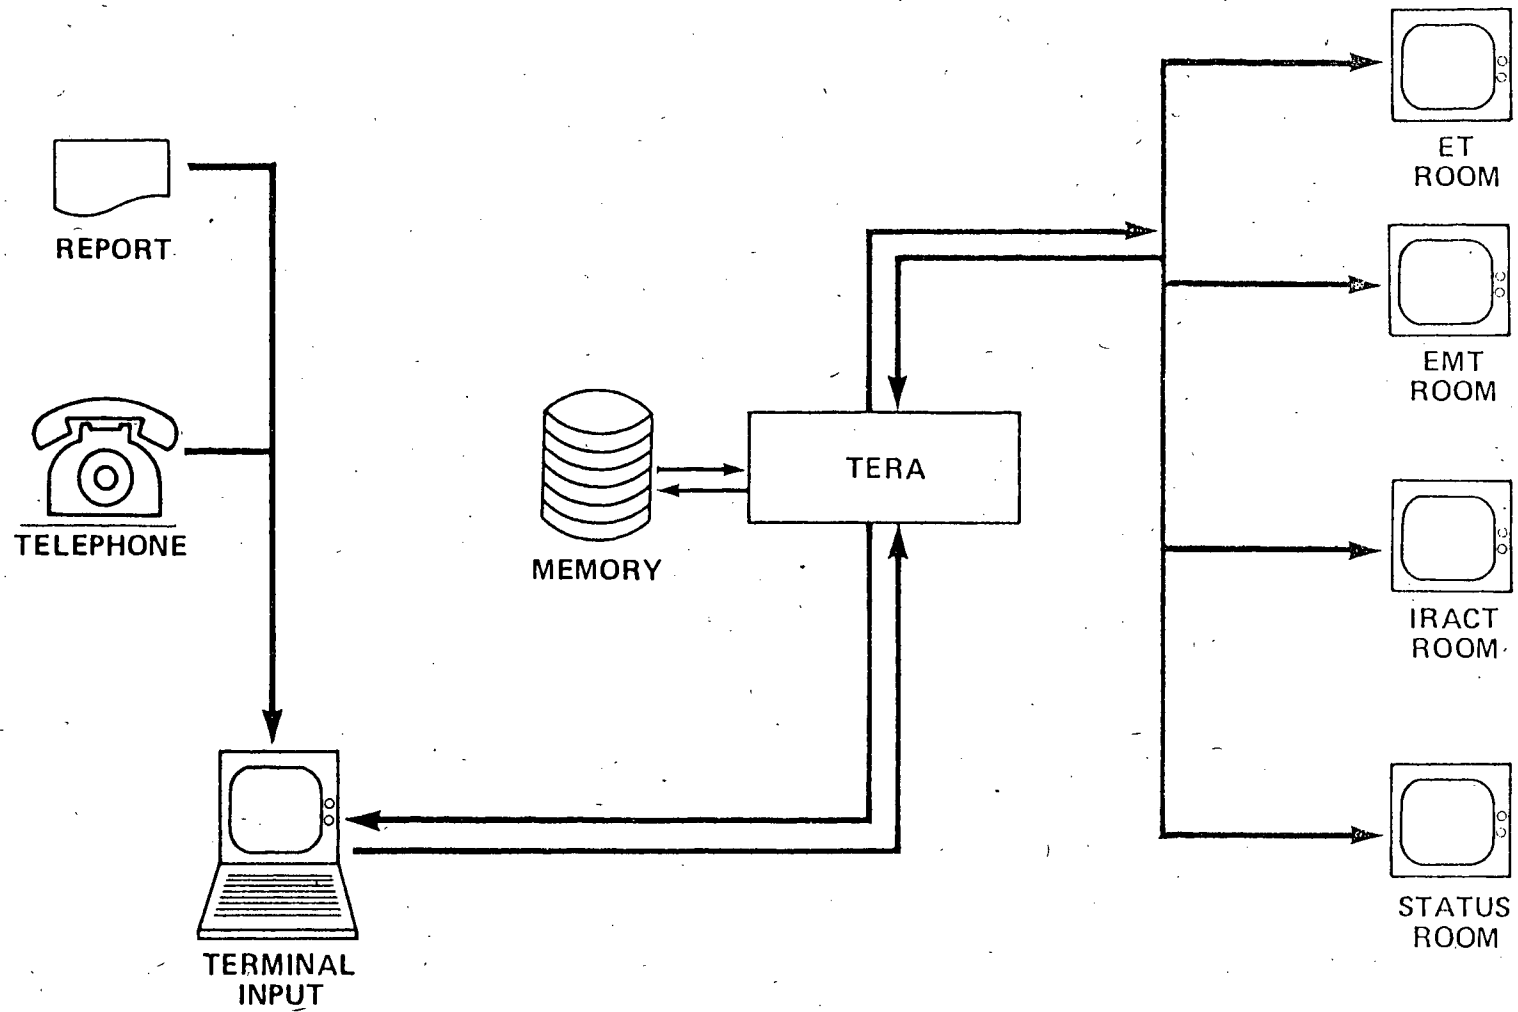 ET
ROOM
REPORT
EMT
ROOM
TERA
TELEPHONE
MEMORY
IRACT
ROOM
STATUS
ROOM
TERMINAL
INPUT